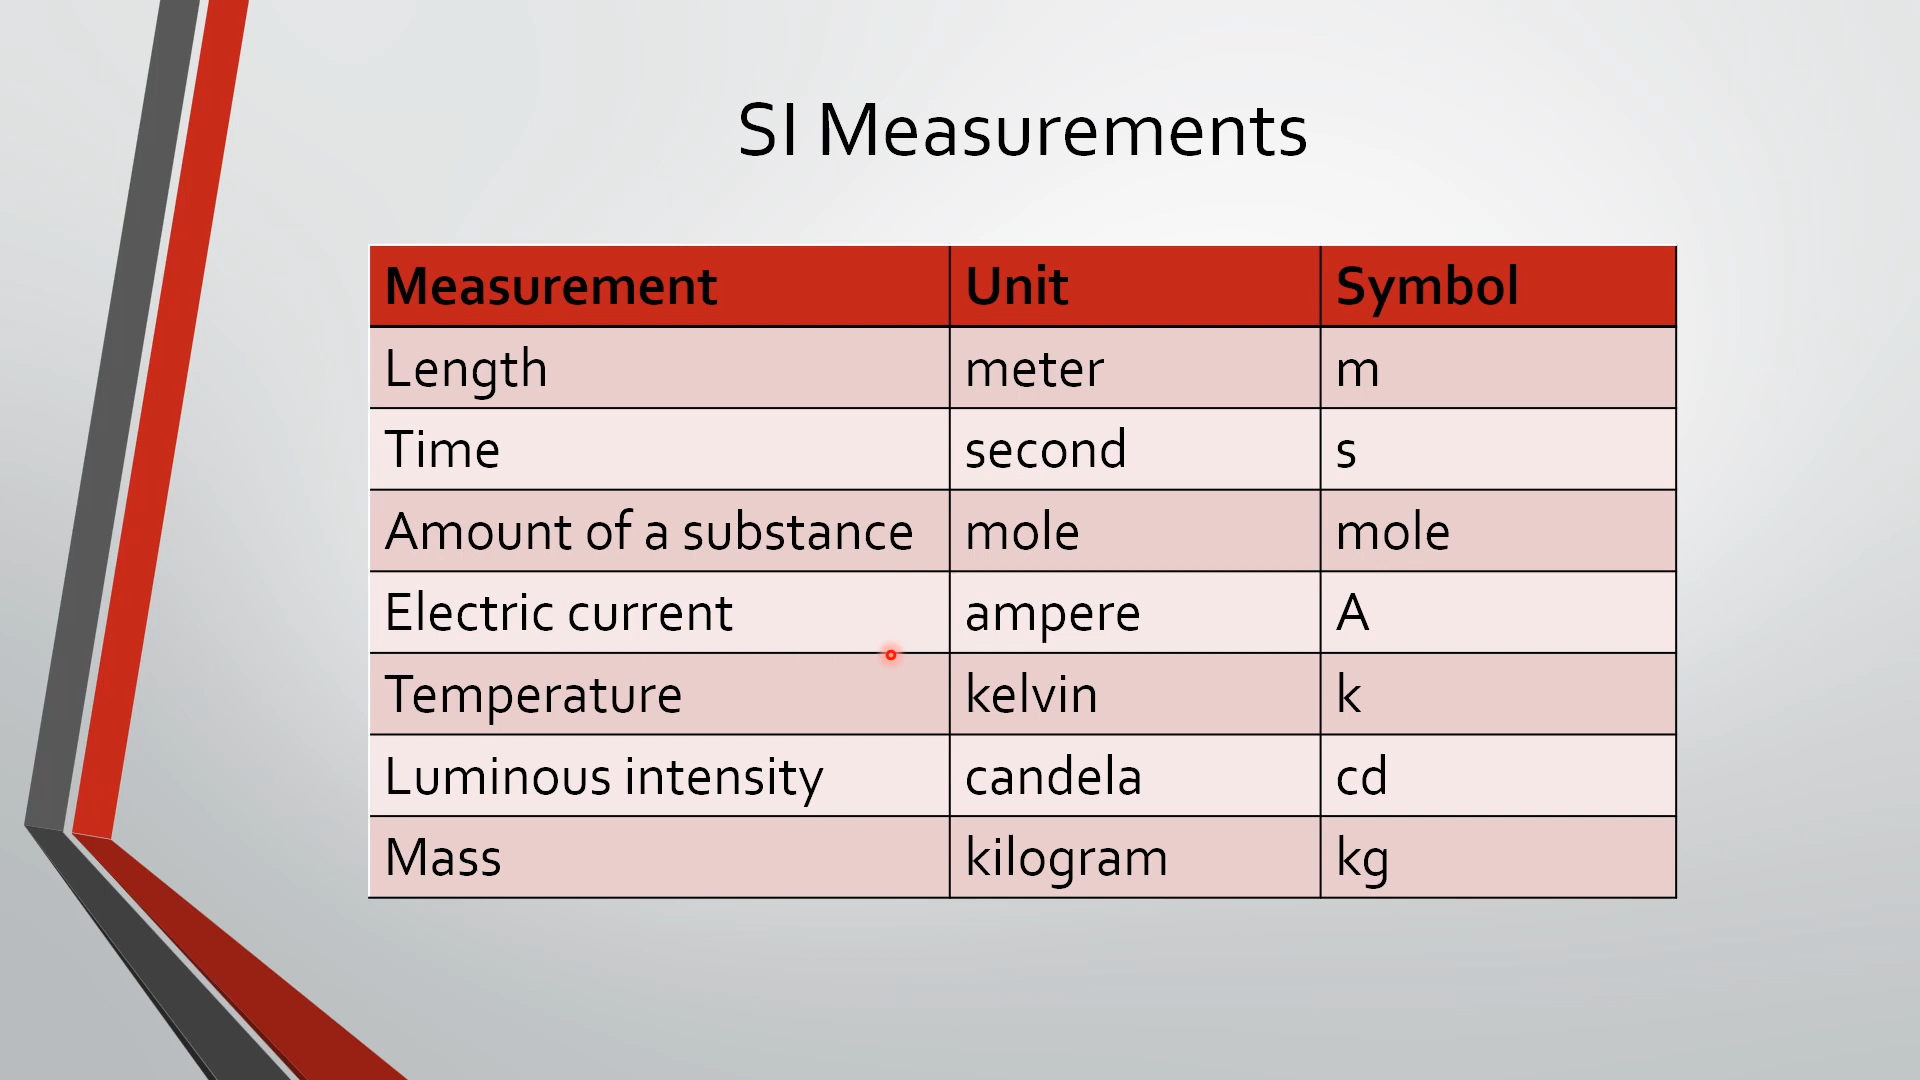 SI Measurements
Measurement Unit Symbol
Length meter m
Time second s
Amount of a substance mole mole
Electric current ampere A
Temperature kelvin k
Luminous intensity candela cd
Mass kilogram kg